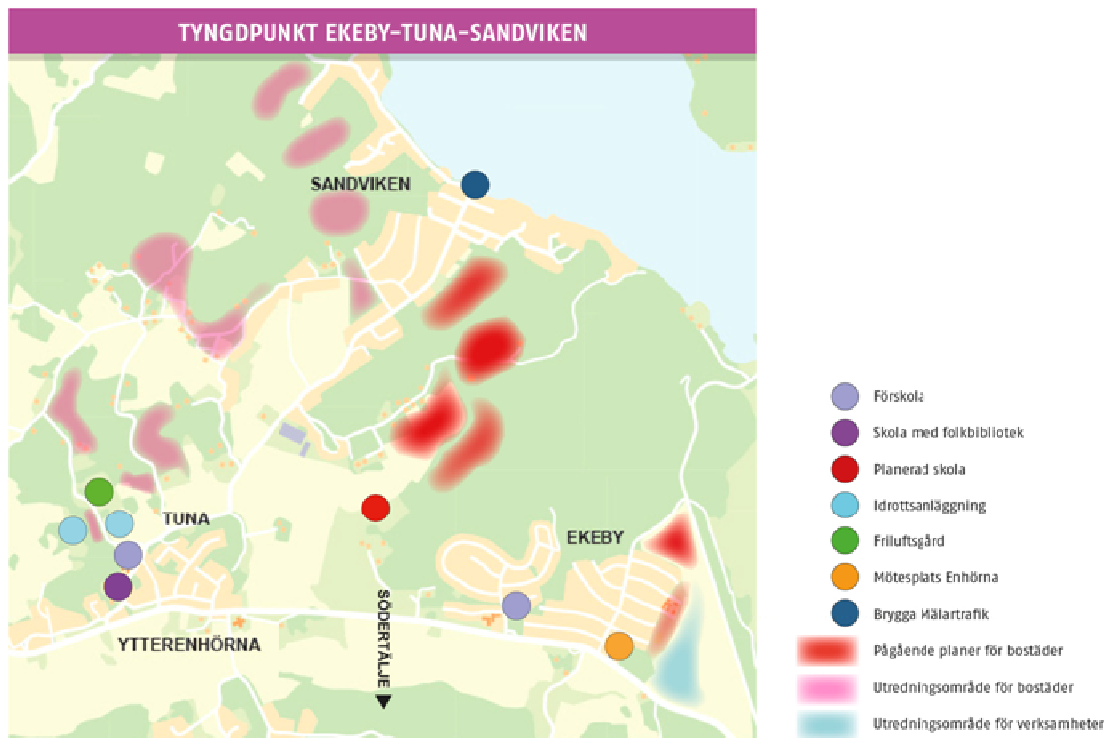 TYNGDPUNKT EKEBY-TUNA-SANDVIKEN
SANDVIKEN
TUNA
EKEBY
YTTERENHÖRNA
SÖDERTÄLJE
Förskola
Skola med folkbibliotek
Planerad skola
Idrottsanläggning
Friluftsgård
Mötesplats Enhörna
Brygga Mälartrafik
Pågående planer för bostäder
Utredningsområde för bostäder
Utredningsområde för verksamheter